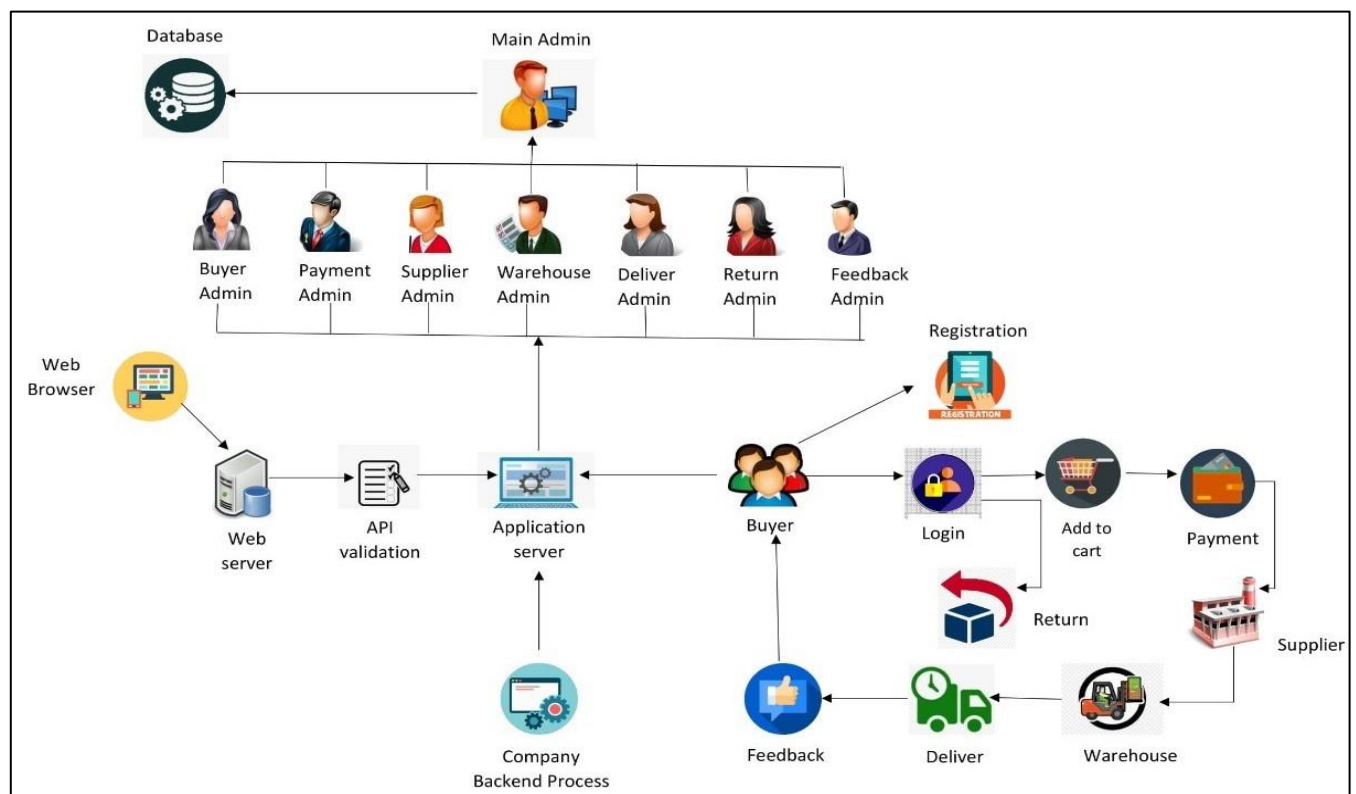 Database
Main Admin
Buyer
Admin
Payment
Admin
Supplier
Admin
Warehouse
Admin
Deliver
Admin
Return
Admin
Feedback
Admin
Registration
REGISTRATION
Web
Browser
Web
server
API
validation
Application
server
Buyer
Login
Add to
cart
Payment
Return
Supplier
Company
Backend Process
Feedback
Deliver
Warehouse